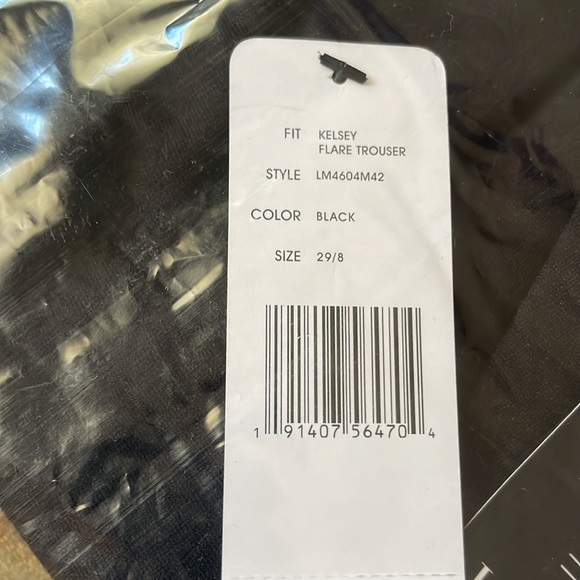 FIT KELSEY
FLARE TROUSER
STYLE LM4604M42
COLOR BLACK
SIZE 29/8
1 91407 56470 4